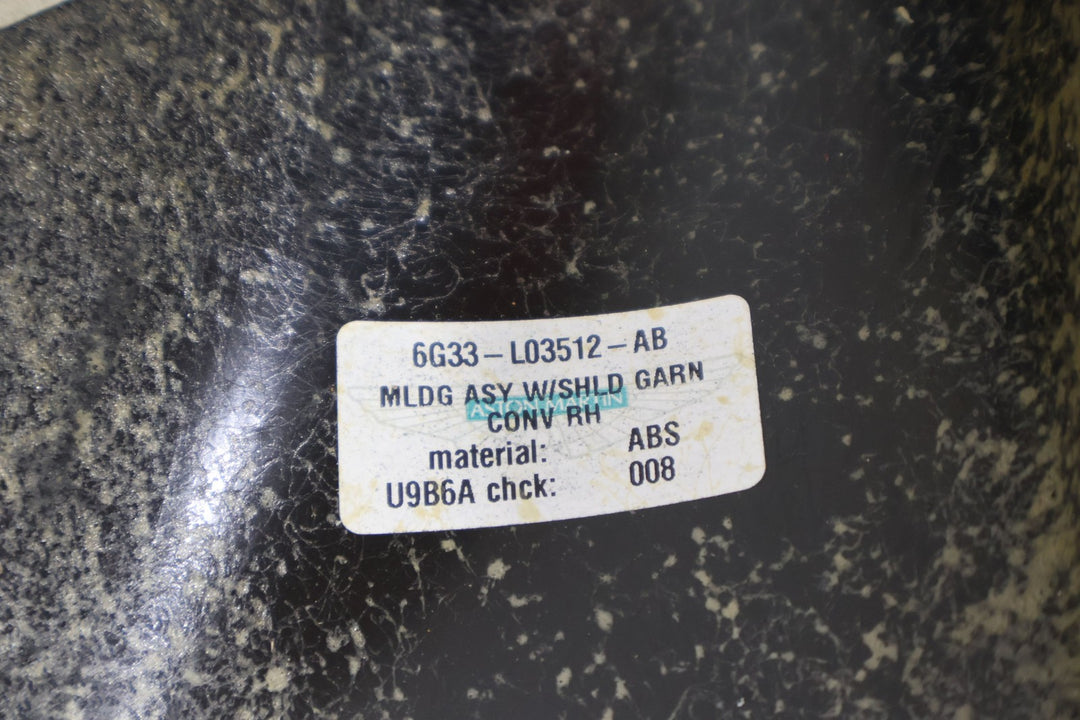 6G33-L03512-AB
MLDG ASY W/SHLD GARN
ASTON MARTIN
CONV RH
material: ABS
U9B6A chck: 008